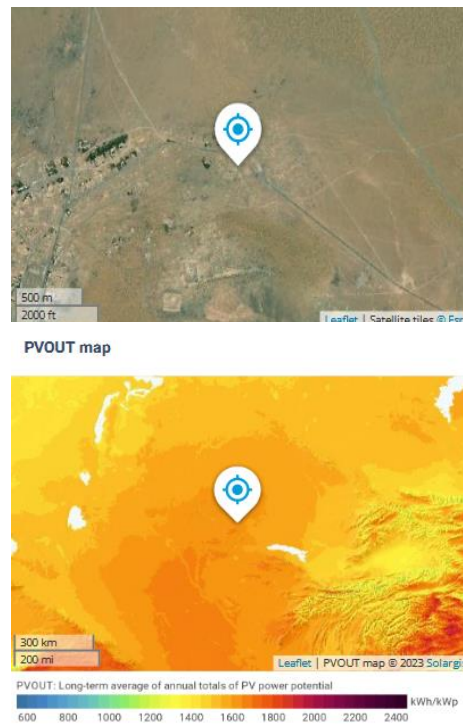 500 m
2000 ft
Leaflet | Satellite tiles © Esr
PVOUT map
300 km
200 mi
Leaflet | PVOUT map © 2023 Solargis
PVOUT: Long-term average of annual totals of PV power potential
kWh/kWp
600 800 1000 1200 1400 1600 1800 2000 2200 2400